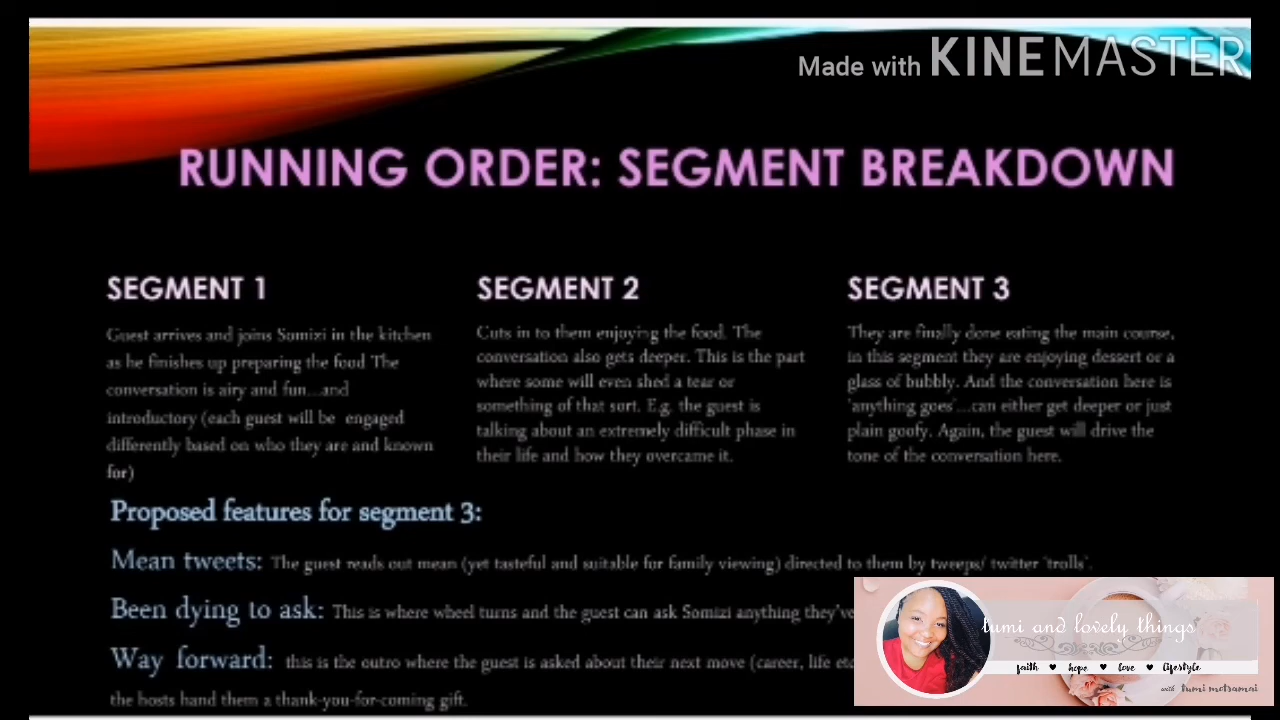 Made with KINEMASTER
RUNNING ORDER: SEGMENT BREAKDOWN
SEGMENT 1
Guest arrives and joins Somizi in the kitchen
as he finishes up preparing the food The
conversation is airy and fun...and
introductory (each guest will be engaged
differently based on who they are and known
for)
SEGMENT 2
Cuts in to them enjoying the food. The
conversation also gets deeper. This is the part
where some will even shed a tear or
something of that sort. E.g. the guest is
talking about an extremely difficult phase in
their life and how they overcame it.
SEGMENT 3
They are finally done eating the main course,
in this segment they are enjoying dessert or a
glass of bubbly. And the conversation here is
'anything goes'...can either get deeper or just
plain goofy. Again, the guest will drive the
tone of the conversation here.
Proposed features for segment 3:
Mean tweets: The guest reads out mean (yet tasteful and suitable for family viewing) directed to them by tweeps/ twitter 'trolls'.
Been dying to ask: This is where wheel turns and the guest can ask Somizi anything they've
Way forward: this is the outro where the guest is asked about their next move (career, life etc
the hosts hand them a thank-you-for-coming gift.
tumi and lovely things
faith ♥ hope ♥ love ♥ lifestyle
with tumi motsamai